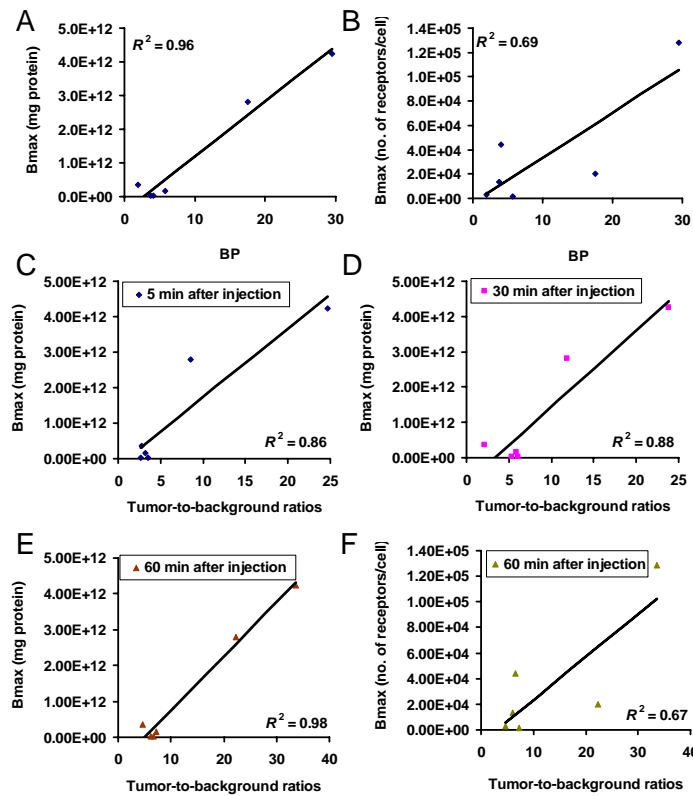 A
R² = 0.96
Bmax (mg protein)
5.0E+12
4.0E+12
3.0E+12
2.0E+12
1.0E+12
0.0E+00
0 10 20 30
BP
B
R² = 0.69
Bmax (no. of receptors/cell)
1.4E+05
1.2E+05
1.0E+05
8.0E+04
6.0E+04
4.0E+04
2.0E+04
0.0E+00
0 10 20 30
BP
C
5 min after injection
Bmax (mg protein)
5.00E+12
4.00E+12
3.00E+12
2.00E+12
1.00E+12
0.00E+00
R² = 0.86
0 5 10 15 20 25
Tumor-to-background ratios
D
30 min after injection
Bmax (mg protein)
5.00E+12
4.00E+12
3.00E+12
2.00E+12
1.00E+12
0.00E+00
R² = 0.88
0 5 10 15 20 25
Tumor-to-background ratios
E
60 min after injection
Bmax (mg protein)
5.00E+12
4.00E+12
3.00E+12
2.00E+12
1.00E+12
0.00E+00
R² = 0.98
0 10 20 30 40
Tumor-to-background ratios
F
60 min after injection
Bmax (no. of receptors/cell)
1.40E+05
1.20E+05
1.00E+05
8.00E+04
6.00E+04
4.00E+04
2.00E+04
0.00E+00
R² = 0.67
0 10 20 30 40
Tumor-to-background ratios